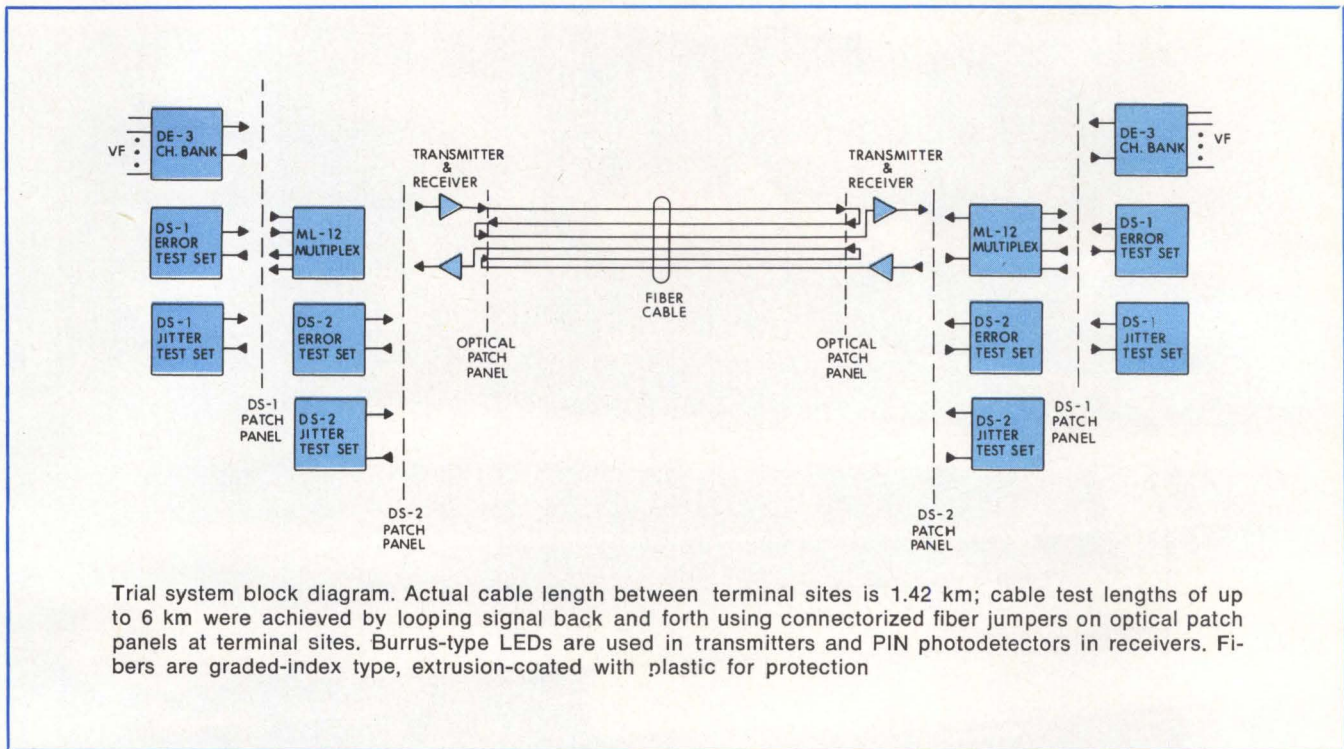 DE-3
CH. BANK
VF
DS-1
ERROR
TEST SET
DS-1
JITTER
TEST SET
DS-1
PATCH
PANEL
ML-12
MULTIPLEX
DS-2
ERROR
TEST SET
DS-2
JITTER
TEST SET
DS-2
PATCH
PANEL
TRANSMITTER
&
RECEIVER
OPTICAL
PATCH
PANEL
FIBER
CABLE
TRANSMITTER
&
RECEIVER
OPTICAL
PATCH
PANEL
DS-2
PATCH
PANEL
ML-12
MULTIPLEX
DS-2
ERROR
TEST SET
DS-2
JITTER
TEST SET
DS-1
PATCH
PANEL
DE-3
CH. BANK
VF
DS-1
ERROR
TEST SET
DS-1
JITTER
TEST SET
Trial system block diagram. Actual cable length between terminal sites is 1.42 km; cable test lengths of up
to 6 km were achieved by looping signal back and forth using connectorized fiber jumpers on optical patch
panels at terminal sites. Burrus-type LEDs are used in transmitters and PIN photodetectors in receivers. Fi-
bers are graded-index type, extrusion-coated with plastic for protection